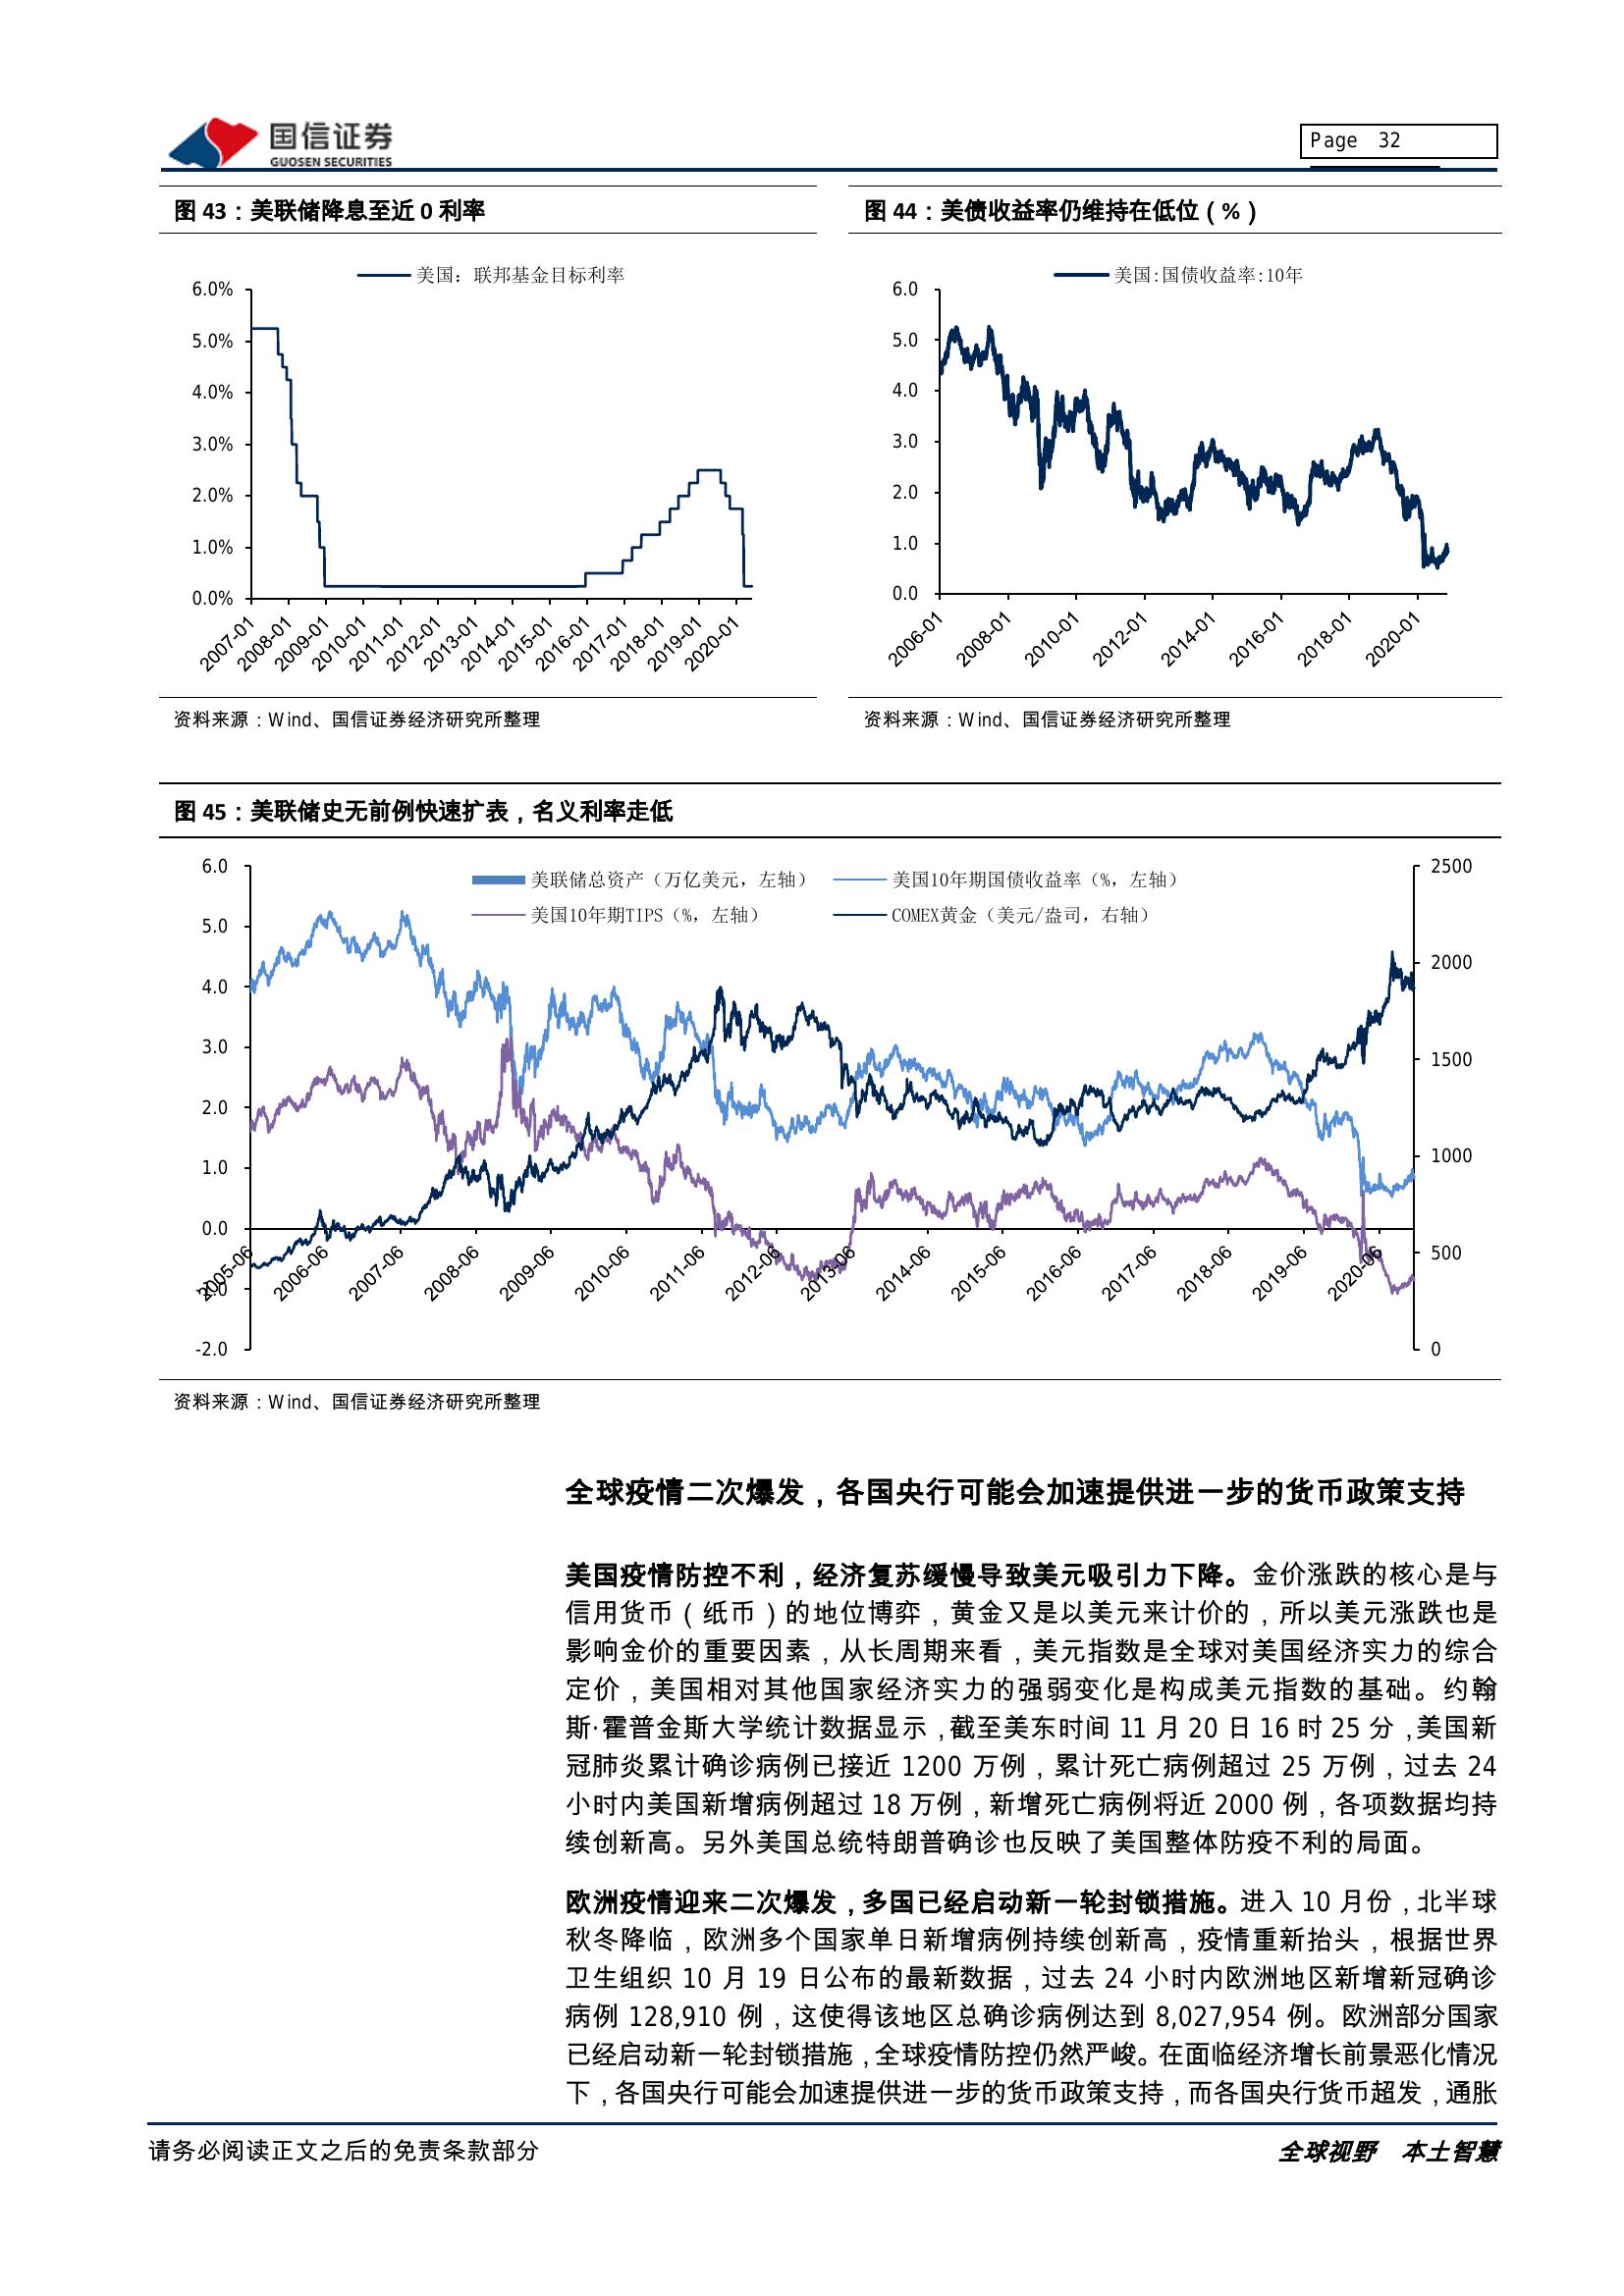 国信证券
GUOSEN SECURITIES
Page 32
图 43：美联储降息至近 0 利率
美国：联邦基金目标利率
6.0%
5.0%
4.0%
3.0%
2.0%
1.0%
0.0%
2007-01
2008-01
2009-01
2010-01
2011-01
2012-01
2013-01
2014-01
2015-01
2016-01
2017-01
2018-01
2019-01
2020-01
资料来源：Wind、国信证券经济研究所整理
图 44：美债收益率仍维持在低位（%）
美国:国债收益率:10年
6.0
5.0
4.0
3.0
2.0
1.0
0.0
2006-01
2008-01
2010-01
2012-01
2014-01
2016-01
2018-01
2020-01
资料来源：Wind、国信证券经济研究所整理
图 45：美联储史无前例快速扩表，名义利率走低
美联储总资产（万亿美元，左轴）
美国10年期国债收益率（%，左轴）
美国10年期TIPS（%，左轴）
COMEX黄金（美元/盎司，右轴）
6.0
5.0
4.0
3.0
2.0
1.0
0.0
-1.0
-2.0
2500
2000
1500
1000
500
0
2005-06
2006-06
2007-06
2008-06
2009-06
2010-06
2011-06
2012-06
2013-06
2014-06
2015-06
2016-06
2017-06
2018-06
2019-06
2020-06
资料来源：Wind、国信证券经济研究所整理
全球疫情二次爆发，各国央行可能会加速提供进一步的货币政策支持
美国疫情防控不利，经济复苏缓慢导致美元吸引力下降。金价涨跌的核心是与
信用货币（纸币）的地位博弈，黄金又是以美元来计价的，所以美元涨跌也是
影响金价的重要因素，从长周期来看，美元指数是全球对美国经济实力的综合
定价，美国相对其他国家经济实力的强弱变化是构成美元指数的基础。约翰
斯·霍普金斯大学统计数据显示，截至美东时间 11 月 20 日 16 时 25 分，美国新
冠肺炎累计确诊病例已接近 1200 万例，累计死亡病例超过 25 万例，过去 24
小时内美国新增病例超过 18 万例，新增死亡病例将近 2000 例，各项数据均持
续创新高。另外美国总统特朗普确诊也反映了美国整体防疫不利的局面。
欧洲疫情迎来二次爆发，多国已经启动新一轮封锁措施。进入 10 月份，北半球
秋冬降临，欧洲多个国家单日新增病例持续创新高，疫情重新抬头，根据世界
卫生组织 10 月 19 日公布的最新数据，过去 24 小时内欧洲地区新增新冠确诊
病例 128,910 例，这使得该地区总确诊病例达到 8,027,954 例。欧洲部分国家
已经启动新一轮封锁措施，全球疫情防控仍然严峻。在面临经济增长前景恶化情况
下，各国央行可能会加速提供进一步的货币政策支持，而各国央行货币超发，通胀
请务必阅读正文之后的免责条款部分
全球视野 本土智慧